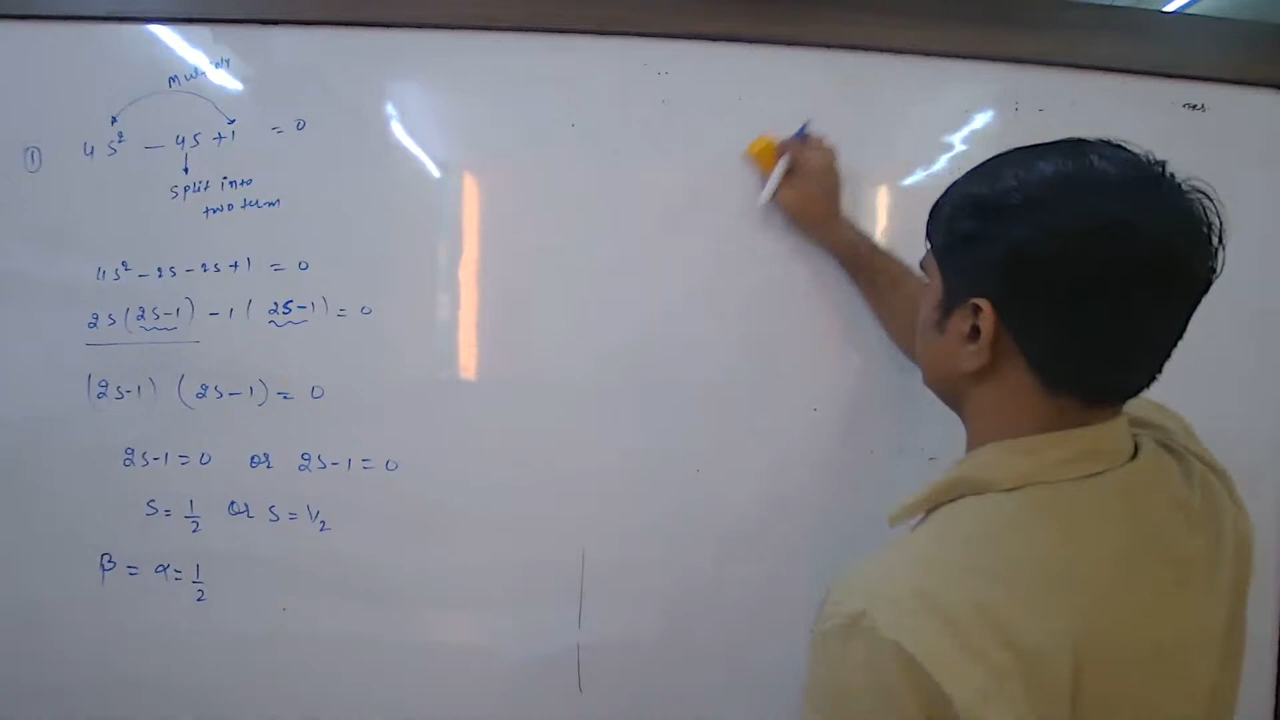 Multiply
① 4s² - 4s + 1 = 0
split into
two term
4s² - 2s - 2s + 1 = 0
2s(2s-1) - 1(2s-1) = 0
(2s-1) (2s-1) = 0
2s-1=0 or 2s-1=0
s=1/2 or s=1/2
β = α = 1/2